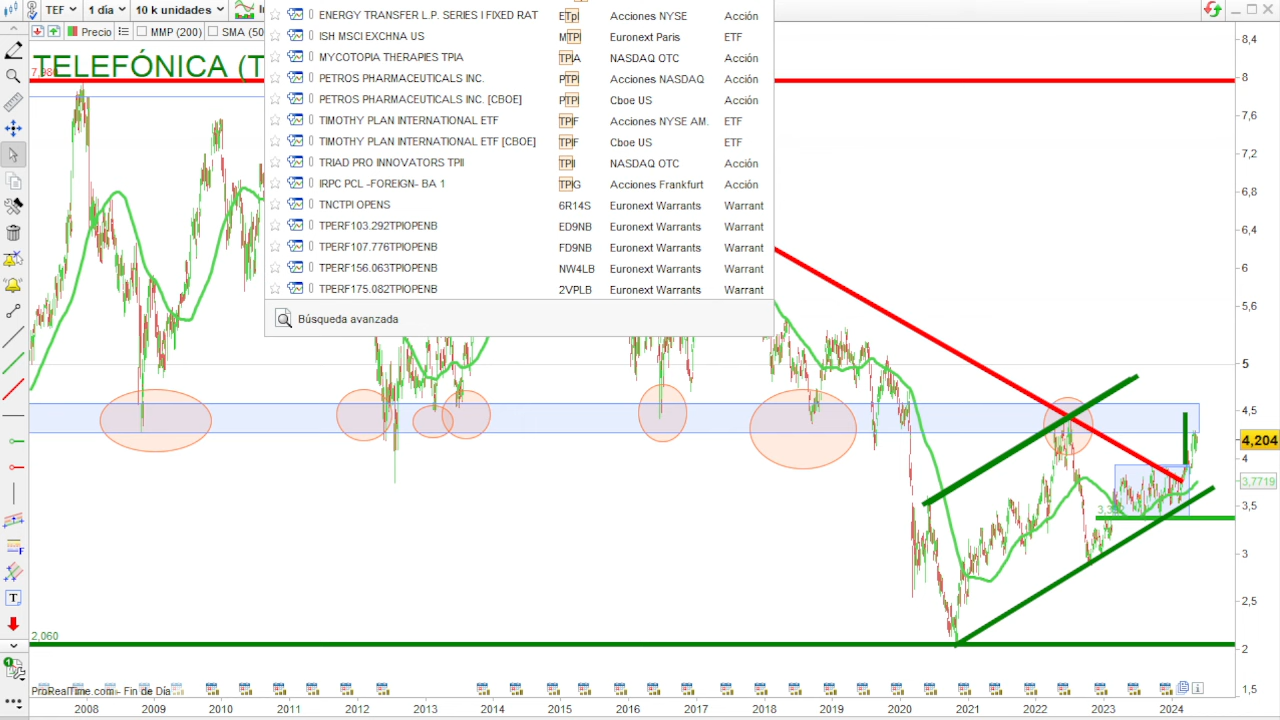 TEF 1 día 10 k unidades
Precio MMP (200) SMA (50
TELEFÓNICA (T
ENERGY TRANSFER L.P. SERIES I FIXED RAT ETpI Acciones NYSE Acción
ISH MSCI EXCHNA US MTPI Euronext Paris ETF
MYCOTOPIA THERAPIES TPIA TPIA NASDAQ OTC Acción
PETROS PHARMACEUTICALS INC. PTPI Acciones NASDAQ Acción
PETROS PHARMACEUTICALS INC. [CBOE] PTPI Cboe US Acción
TIMOTHY PLAN INTERNATIONAL ETF TPIF Acciones NYSE AM. ETF
TIMOTHY PLAN INTERNATIONAL ETF [CBOE] TPIF Cboe US ETF
TRIAD PRO INNOVATORS TPII TPII NASDAQ OTC Acción
IRPC PCL -FOREIGN- BA 1 TPIG Acciones Frankfurt Acción
TNCTPI OPENS 6R14S Euronext Warrants Warrant
TPERF103.292TPIOPENB ED9NB Euronext Warrants Warrant
TPERF107.776TPIOPENB FD9NB Euronext Warrants Warrant
TPERF156.063TPIOPENB NW4LB Euronext Warrants Warrant
TPERF175.082TPIOPENB 2VPLB Euronext Warrants Warrant
Búsqueda avanzada
8,4
8
7,6
7,2
6,8
6,4
6
5,6
5
4,5
4,204
4
3,7719
3,5
3
2,5
2
1,5
2,060
T
F
1
ProRealTime.com - Fin de Día
2008 2009 2010 2011 2012 2013 2014 2015 2016 2017 2018 2019 2020 2021 2022 2023 2024